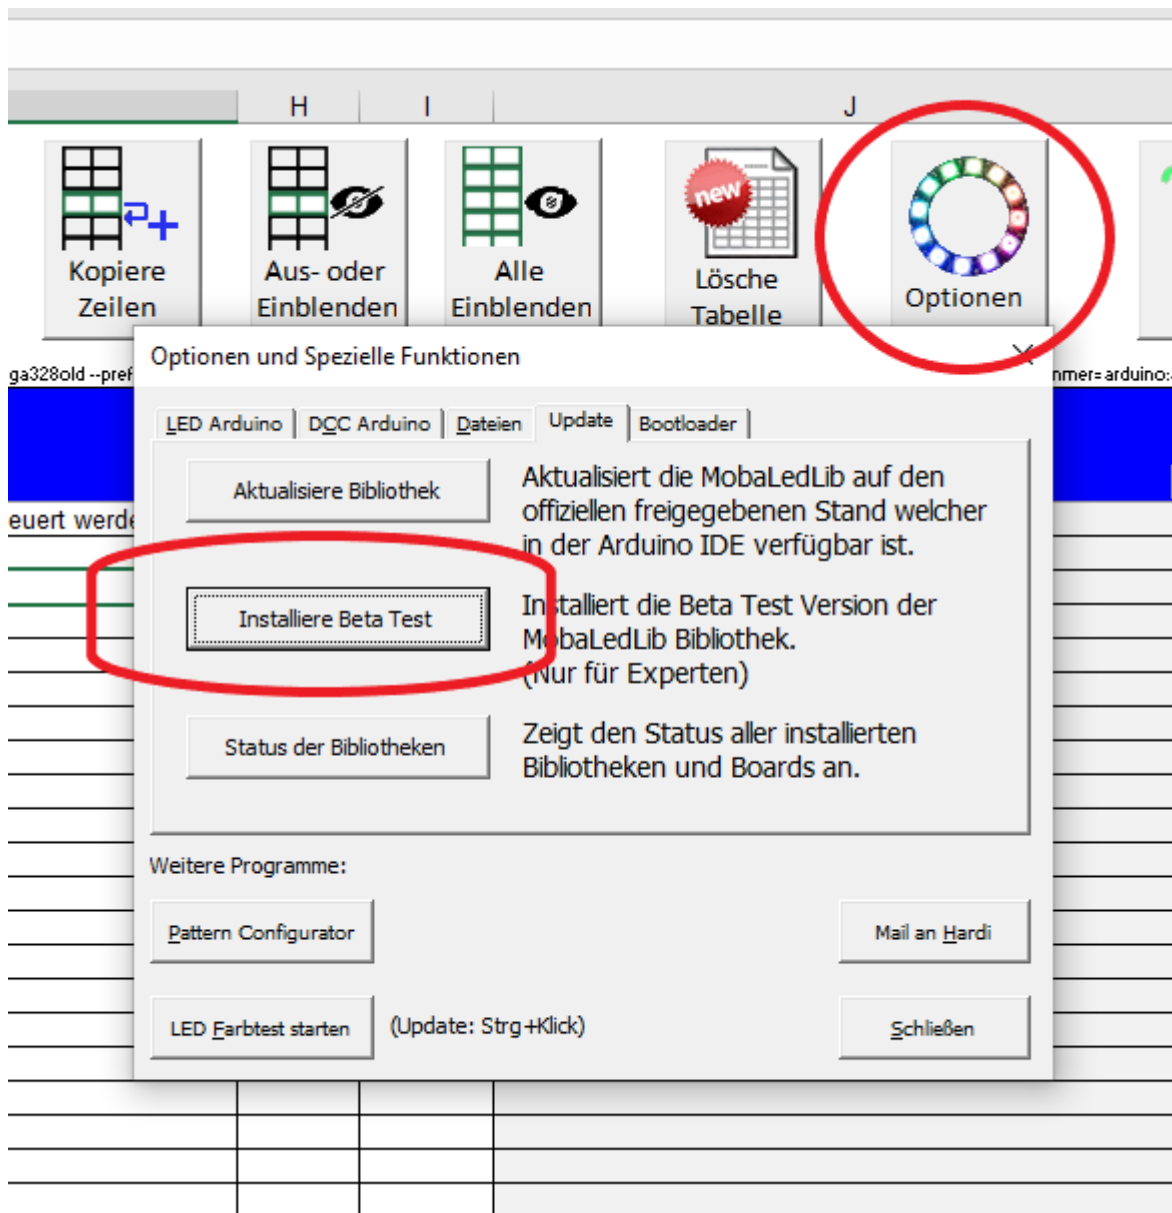 H I J
Kopiere
Zeilen
Aus- oder
Einblenden
Alle
Einblenden
new
Lösche
Tabelle
Optionen
Optionen und Spezielle Funktionen
ga328old --pref
mmer=arduino:
LED Arduino DCC Arduino Dateien Update Bootloader
euert werde
Aktualisiere Bibliothek
Aktualisiert die MobaLedLib auf den
offiziellen freigegebenen Stand welcher
in der Arduino IDE verfügbar ist.
Installiere Beta Test
Installiert die Beta Test Version der
MobaLedLib Bibliothek.
(Nur für Experten)
Status der Bibliotheken
Zeigt den Status aller installierten
Bibliotheken und Boards an.
Weitere Programme:
Pattern Configurator
Mail an Hardi
LED Farbtest starten
(Update: Strg+Klick)
Schließen